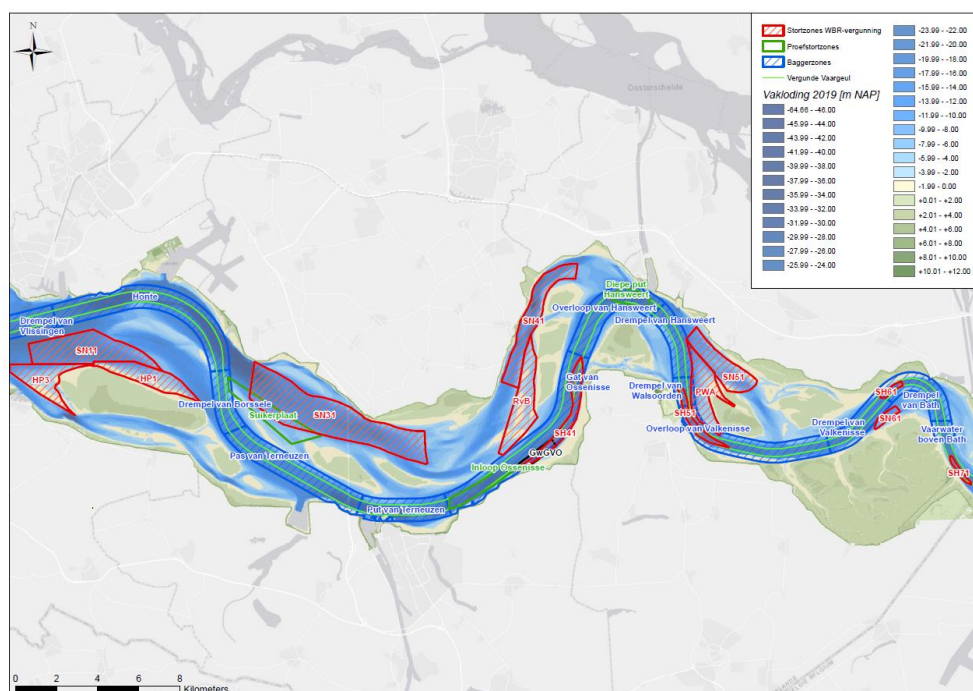 N
Stortzones WBR-vergunning
Proefstortzones
Baggerzones
Vergunde Vaargeul
Vakloding 2019 [m NAP]
-64.66 - -46.00
-45.99 - -44.00
-43.99 - -42.00
-41.99 - -40.00
-39.99 - -38.00
-37.99 - -36.00
-35.99 - -34.00
-33.99 - -32.00
-31.99 - -30.00
-29.99 - -28.00
-27.99 - -26.00
-25.99 - -24.00
-23.99 - -22.00
-21.99 - -20.00
-19.99 - -18.00
-17.99 - -16.00
-15.99 - -14.00
-13.99 - -12.00
-11.99 - -10.00
-9.99 - -8.00
-7.99 - -6.00
-5.99 - -4.00
-3.99 - -2.00
-1.99 - 0.00
+0.01 - +2.00
+2.01 - +4.00
+4.01 - +6.00
+6.01 - +8.00
+8.01 - +10.00
+10.01 - +12.00
Oosterschelde
Honte
Drempel van
Vlissingen
SN11
HP3
HP1
Drempel van Borssele
Suikerplaat
SN31
Pas van Terneuzen
Put van Terneuzen
Inloop Ossenisse
GwGVO
SH41
RvB
SN41
Gat van
Ossenisse
Diepe put
Hansweert
Overloop van Hansweert
Drempel van Hansweert
Drempel van
Walsoorden
SH51
PWA
SN51
Overloop van Valkenisse
Drempel van
Valkenisse
SH61
SN61
Drempel
van Bath
Vaarwater
boven Bath
SH71
0 2 4 6 8
Kilometers